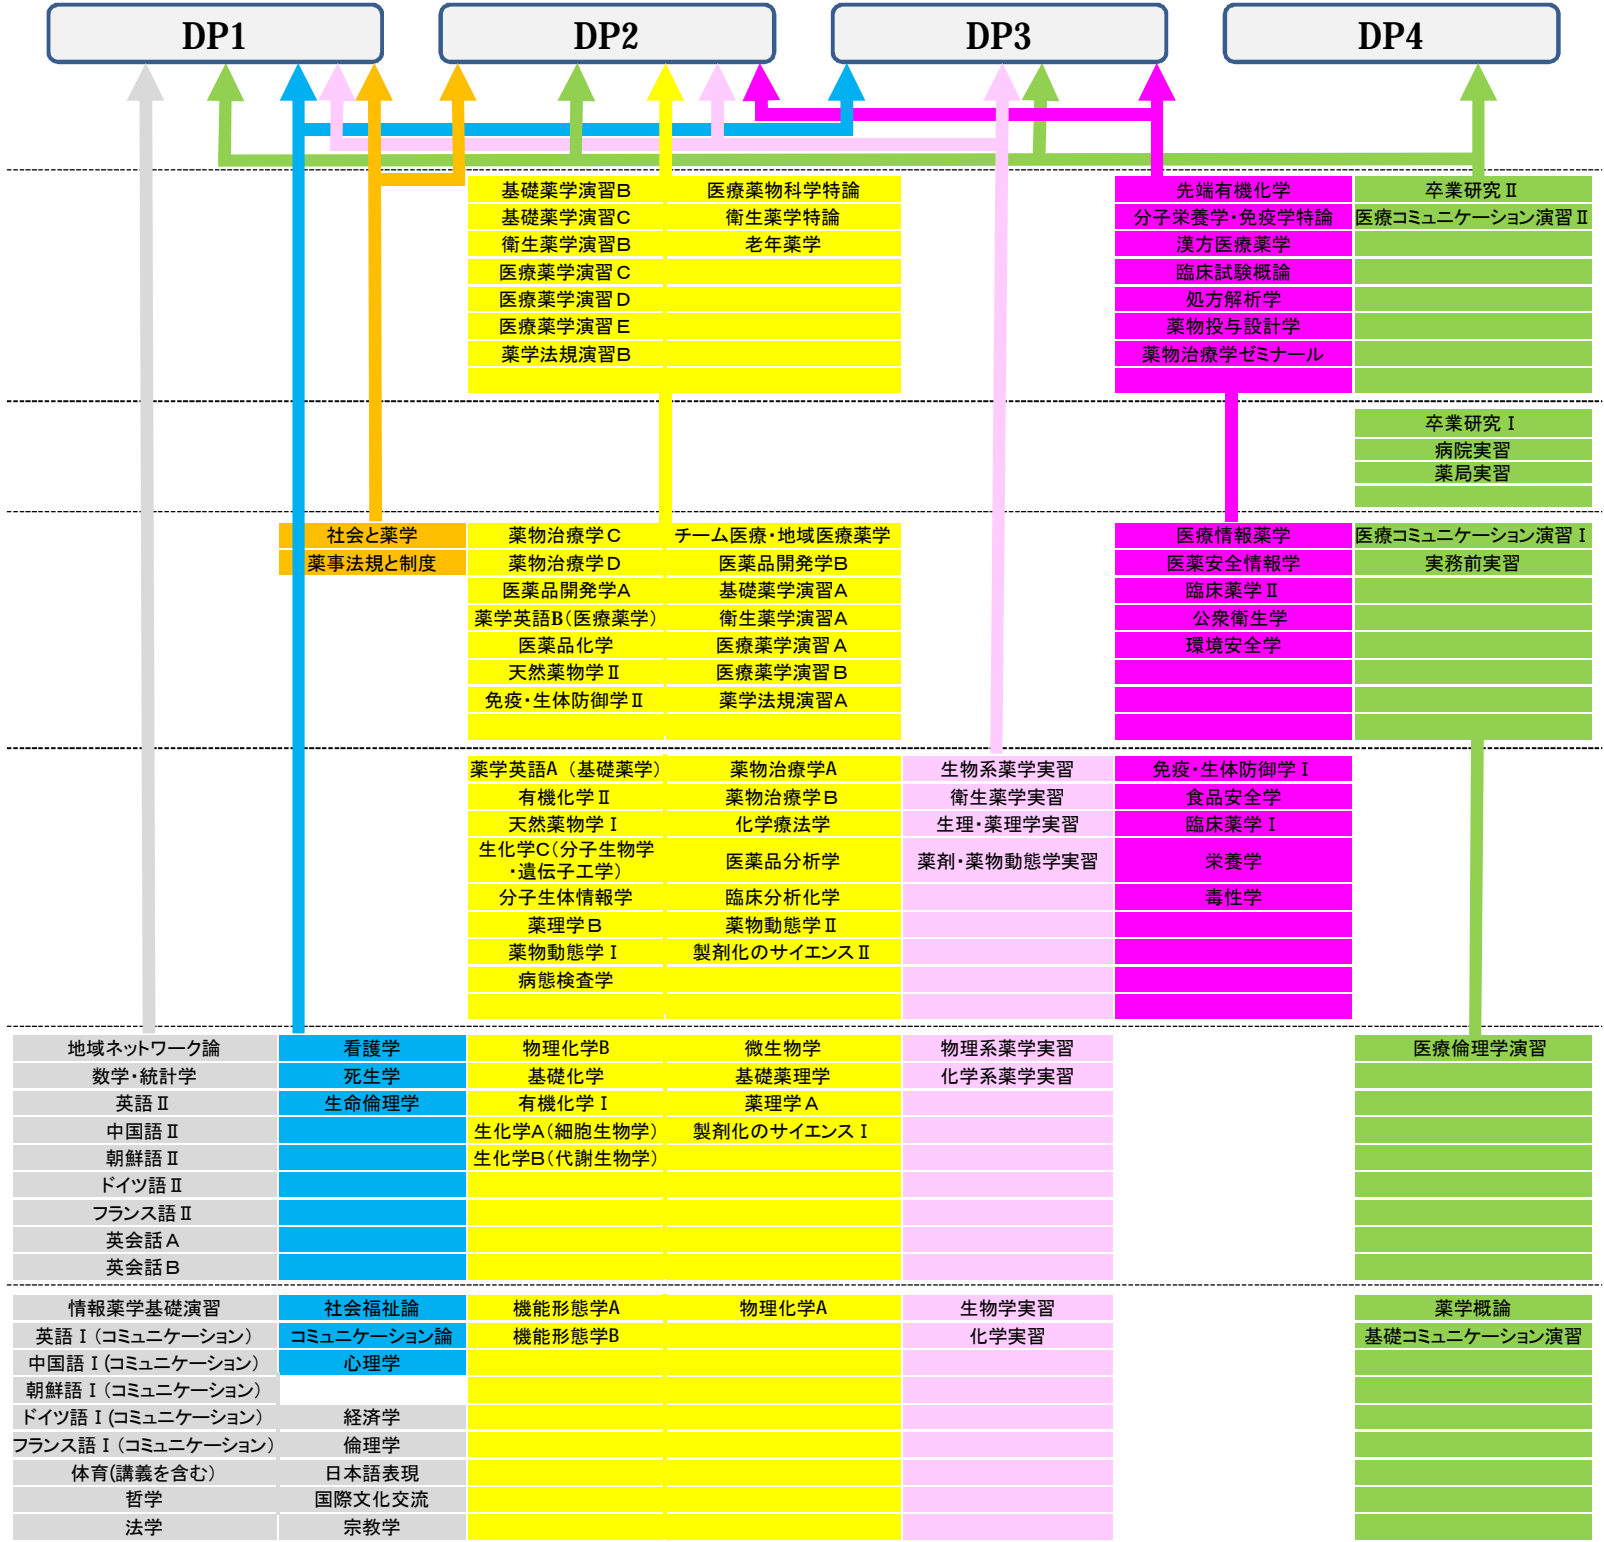 DP1 DP2 DP3 DP4
基礎薬学演習B 医療薬物科学特論 先端有機化学 卒業研究Ⅱ
基礎薬学演習C 衛生薬学特論 分子栄養学・免疫学特論 医療コミュニケーション演習Ⅱ
衛生薬学演習B 老年薬学 漢方医療薬学
医療薬学演習C 臨床試験概論
医療薬学演習D 処方解析学
医療薬学演習E 薬物投与設計学
薬学法規演習B 薬物治療学ゼミナール
卒業研究Ⅰ
病院実習
薬局実習
社会と薬学 薬物治療学C チーム医療・地域医療薬学 医療情報薬学 医療コミュニケーション演習Ⅰ
薬事法規と制度 薬物治療学D 医薬品開発学B 医薬安全情報学 実務前実習
医薬品開発学A 基礎薬学演習A 臨床薬学Ⅱ
薬学英語B(医療薬学) 衛生薬学演習A 公衆衛生学
医薬品化学 医療薬学演習A 環境安全学
天然薬物学Ⅱ 医療薬学演習B
免疫・生体防御学Ⅱ 薬学法規演習A
薬学英語A（基礎薬学） 薬物治療学A 生物系薬学実習 免疫・生体防御学Ⅰ
有機化学Ⅱ 薬物治療学B 衛生薬学実習 食品安全学
天然薬物学Ⅰ 化学療法学 生理・薬理学実習 臨床薬学Ⅰ
生化学C(分子生物学
・遺伝子工学) 医薬品分析学 薬剤・薬物動態学実習 栄養学
分子生体情報学 臨床分析化学 毒性学
薬理学B 薬物動態学Ⅱ
薬物動態学Ⅰ 製剤化のサイエンスⅡ
病態検査学
地域ネットワーク論 看護学 物理化学B 微生物学 物理系薬学実習 医療倫理学演習
数学・統計学 死生学 基礎化学 基礎薬理学 化学系薬学実習
英語Ⅱ 生命倫理学 有機化学Ⅰ 薬理学A
中国語Ⅱ 生化学A(細胞生物学) 製剤化のサイエンスⅠ
朝鮮語Ⅱ 生化学B(代謝生物学)
ドイツ語Ⅱ
フランス語Ⅱ
英会話A
英会話B
情報薬学基礎演習 社会福祉論 機能形態学A 物理化学A 生物学実習 薬学概論
英語Ⅰ（コミュニケーション） コミュニケーション論 機能形態学B 化学実習 基礎コミュニケーション演習
中国語Ⅰ(コミュニケーション） 心理学
朝鮮語Ⅰ（コミュニケーション）
ドイツ語Ⅰ(コミュニケーション） 経済学
フランス語Ⅰ（コミュニケーション） 倫理学
体育(講義を含む） 日本語表現
哲学 国際文化交流
法学 宗教学